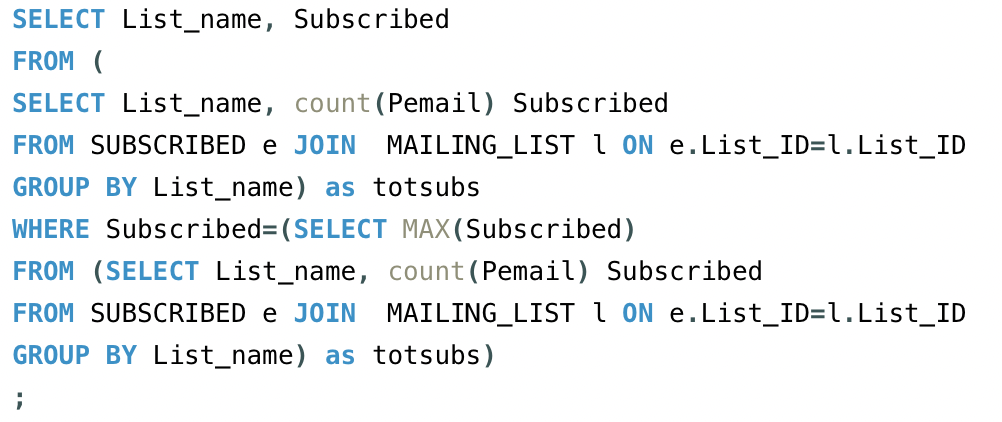 SELECT List_name, Subscribed
FROM (
SELECT List_name, count(Pemail) Subscribed
FROM SUBSCRIBED e JOIN  MAILING_LIST l ON e.List_ID=l.List_ID
GROUP BY List_name) as totsubs
WHERE Subscribed=(SELECT MAX(Subscribed)
FROM (SELECT List_name, count(Pemail) Subscribed
FROM SUBSCRIBED e JOIN  MAILING_LIST l ON e.List_ID=l.List_ID
GROUP BY List_name) as totsubs)
;